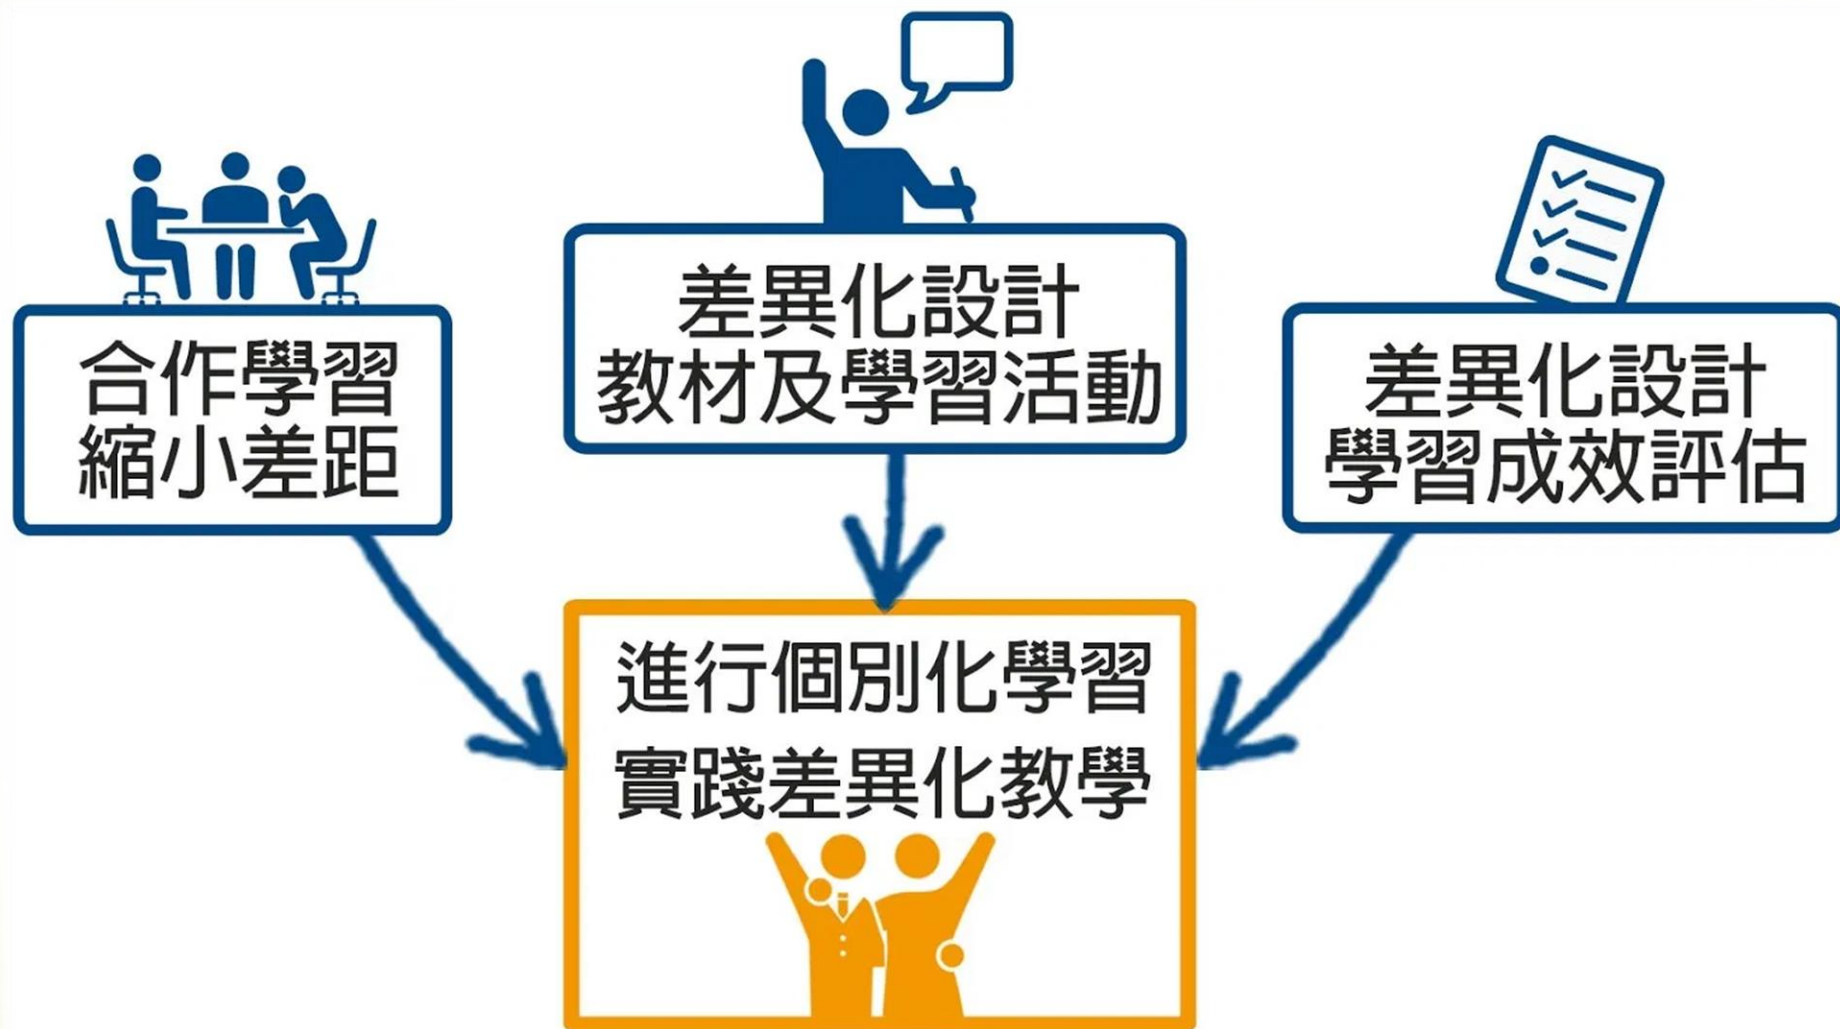 合作學習
縮小差距
差異化設計
教材及學習活動
差異化設計
學習成效評估
進行個別化學習
實踐差異化教學